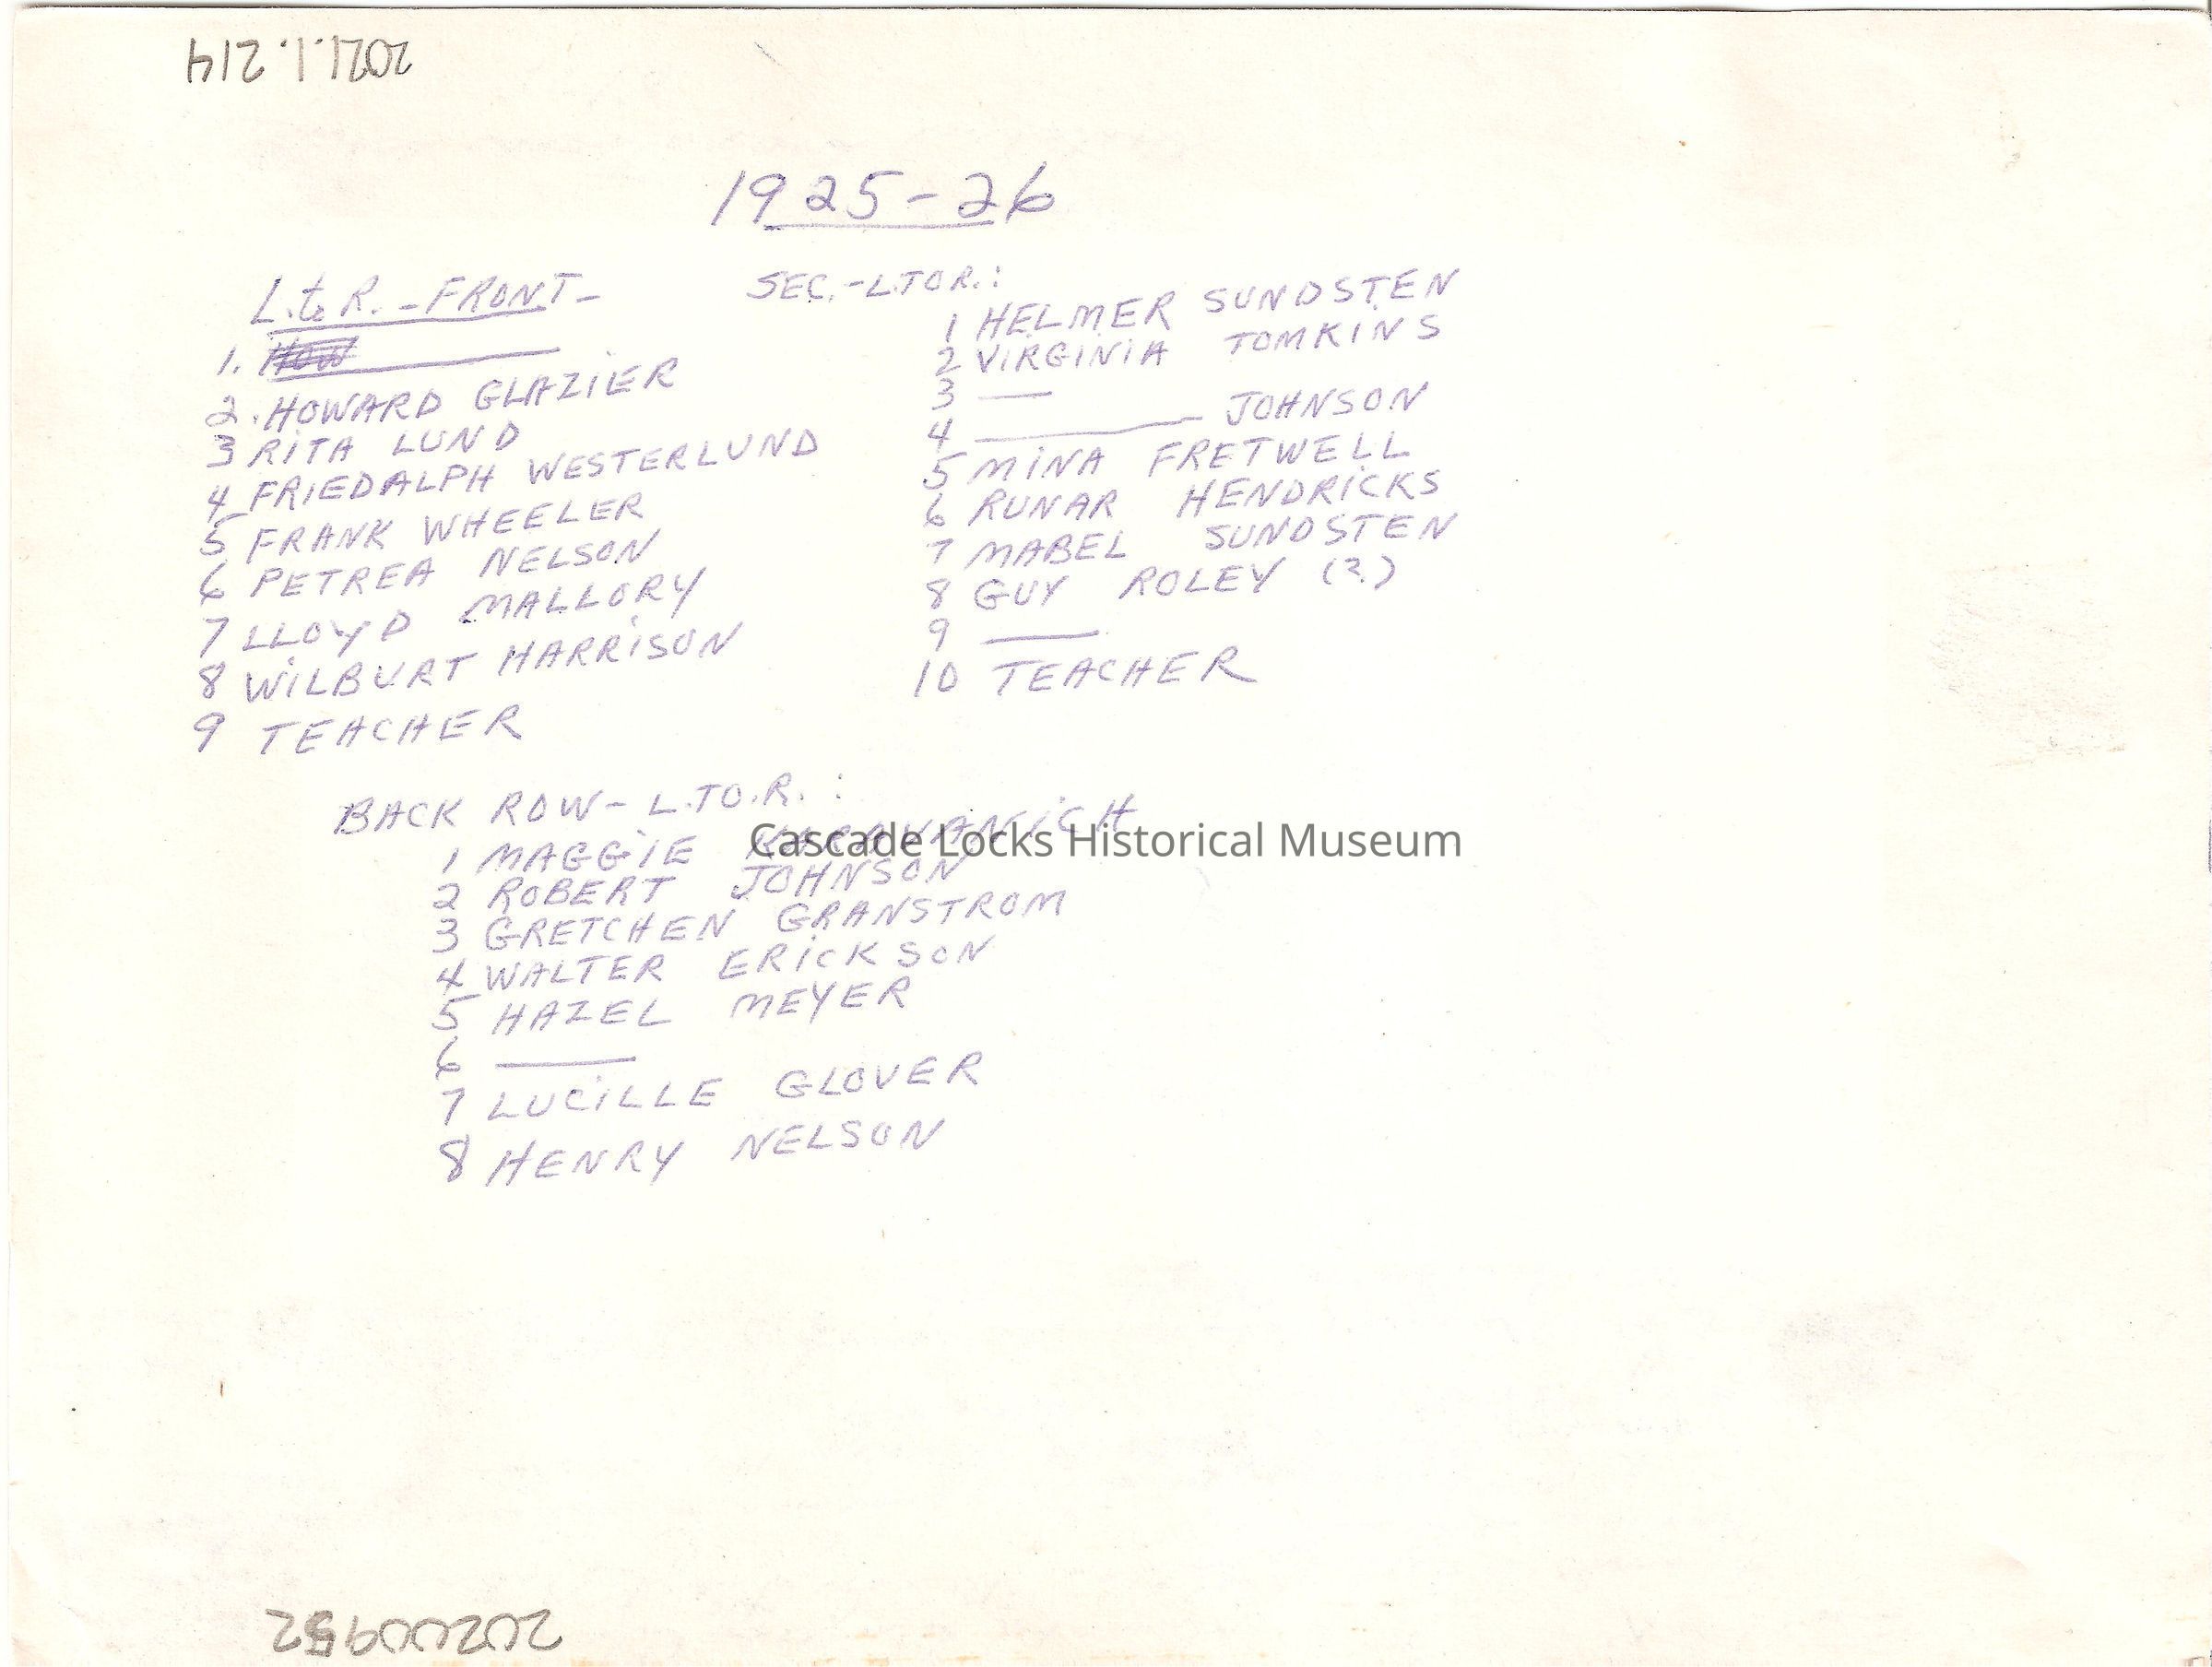 2021.1.214
1925-26
L. to R. - FRONT -
1. How
2. HOWARD GLAZIER
3 RITA LUND
4 FRIEDALPH WESTERLUND
5 FRANK WHEELER
6 PETREA NELSON
7 LLOYD MALLORY
8 WILBURT HARRISON
9 TEACHER
SEC. - L.TO R.:
1 HELMER SUNDSTEN
2 VIRGINIA TOMKINS
3 —
4 — JOHNSON
5 MINA FRETWELL
6 RUNAR HENDRICKS
7 MABEL SUNDSTEN
8 GUY ROLEY (?)
9 —
10 TEACHER
BACK ROW - L.TO.R. :
1 MAGGIE
Cascade Locks Historical Museum
2 ROBERT JOHNSON
3 GRETCHEN GRANSTROM
4 WALTER ERICKSON
5 HAZEL MEYER
6 —
7 LUCILLE GLOVER
8 HENRY NELSON
20200952